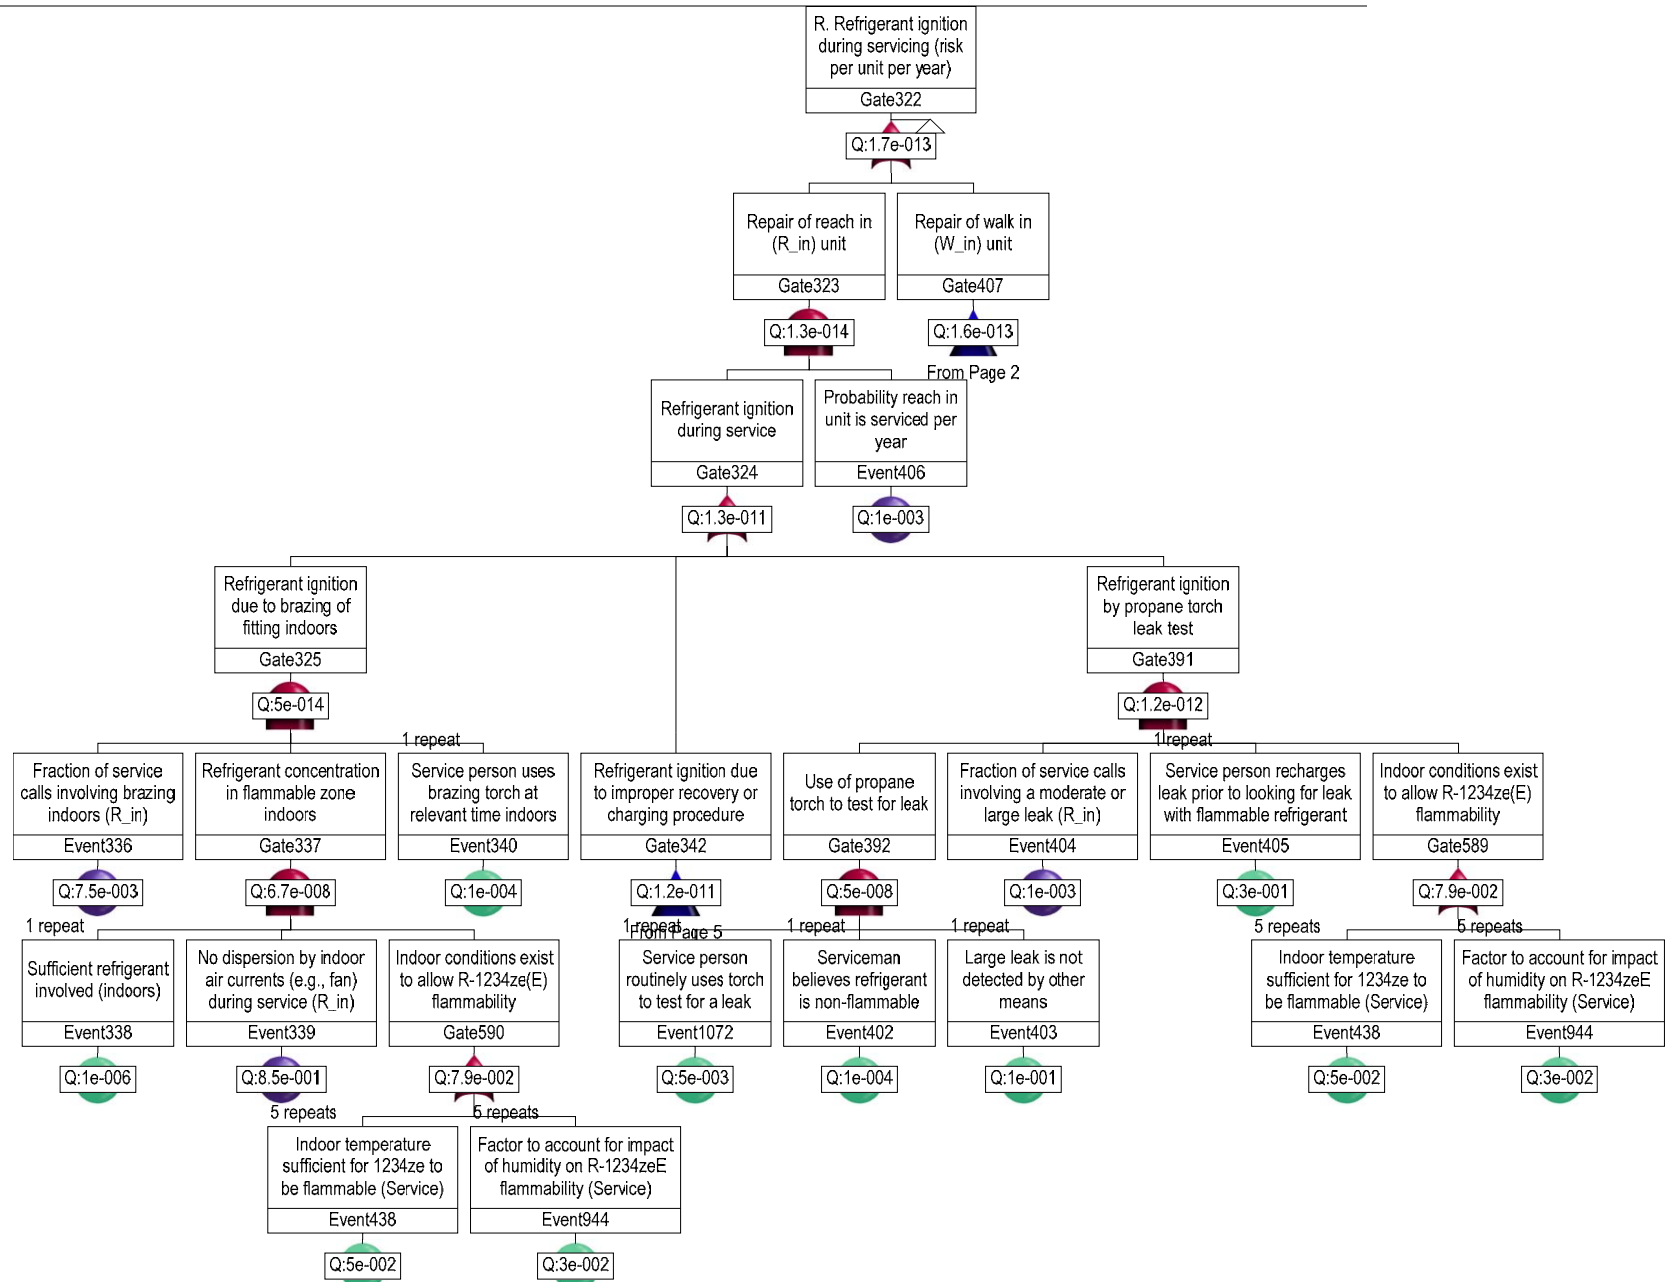 R. Refrigerant ignition
during servicing (risk
per unit per year)
Gate322
Q:1.7e-013
Repair of reach in
(R_in) unit
Gate323
Q:1.3e-014
Repair of walk in
(W_in) unit
Gate407
Q:1.6e-013
From Page 2
Refrigerant ignition
during service
Gate324
Q:1.3e-011
Probability reach in
unit is serviced per
year
Event406
Q:1e-003
Refrigerant ignition
due to brazing of
fitting indoors
Gate325
Q:5e-014
Refrigerant ignition
by propane torch
leak test
Gate391
Q:1.2e-012
1 repeat
1 repeat
Fraction of service
calls involving brazing
indoors (R_in)
Event336
Q:7.5e-003
Refrigerant concentration
in flammable zone
indoors
Gate337
Q:6.7e-008
Service person uses
brazing torch at
relevant time indoors
Event340
Q:1e-004
Refrigerant ignition due
to improper recovery or
charging procedure
Gate342
Q:1.2e-011
From Page 5
Use of propane
torch to test for leak
Gate392
Q:5e-008
Fraction of service calls
involving a moderate or
large leak (R_in)
Event404
Q:1e-003
Service person recharges
leak prior to looking for leak
with flammable refrigerant
Event405
Q:3e-001
Indoor conditions exist
to allow R-1234ze(E)
flammability
Gate589
Q:7.9e-002
1 repeat
1 repeat
1 repeat
1 repeat
5 repeats
5 repeats
Sufficient refrigerant
involved (indoors)
Event338
Q:1e-006
No dispersion by indoor
air currents (e.g., fan)
during service (R_in)
Event339
Q:8.5e-001
Indoor conditions exist
to allow R-1234ze(E)
flammability
Gate590
Q:7.9e-002
Service person
routinely uses torch
to test for a leak
Event1072
Q:5e-003
Serviceman
believes refrigerant
is non-flammable
Event402
Q:1e-004
Large leak is not
detected by other
means
Event403
Q:1e-001
Indoor temperature
sufficient for 1234ze to
be flammable (Service)
Event438
Q:5e-002
Factor to account for impact
of humidity on R-1234zeE
flammability (Service)
Event944
Q:3e-002
5 repeats
5 repeats
Indoor temperature
sufficient for 1234ze to
be flammable (Service)
Event438
Q:5e-002
Factor to account for impact
of humidity on R-1234zeE
flammability (Service)
Event944
Q:3e-002